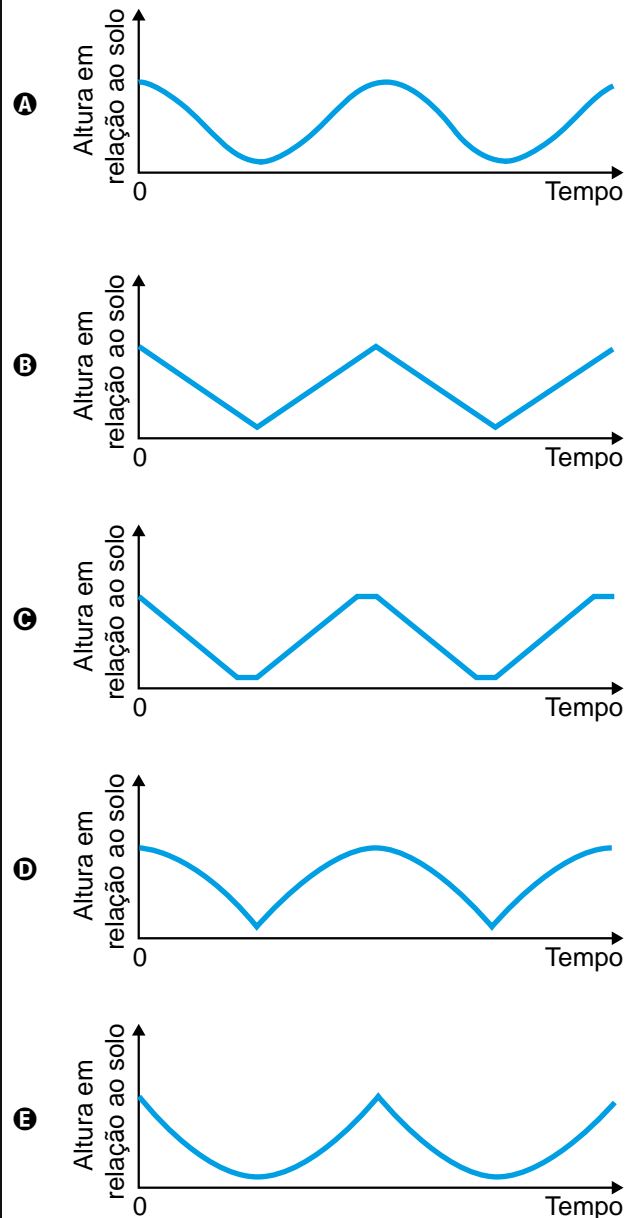 A
Altura em
relação ao solo
0
Tempo
B
Altura em
relação ao solo
0
Tempo
C
Altura em
relação ao solo
0
Tempo
D
Altura em
relação ao solo
0
Tempo
E
Altura em
relação ao solo
0
Tempo